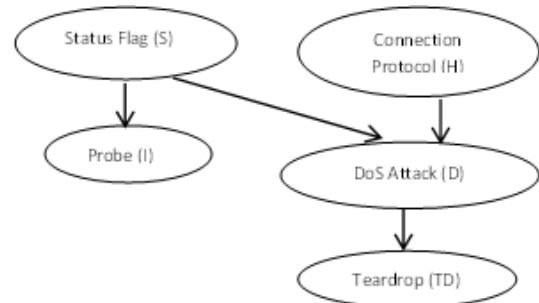 Status Flag (S)
Connection
Protocol (H)
Probe (I)
DoS Attack (D)
Teardrop (TD)